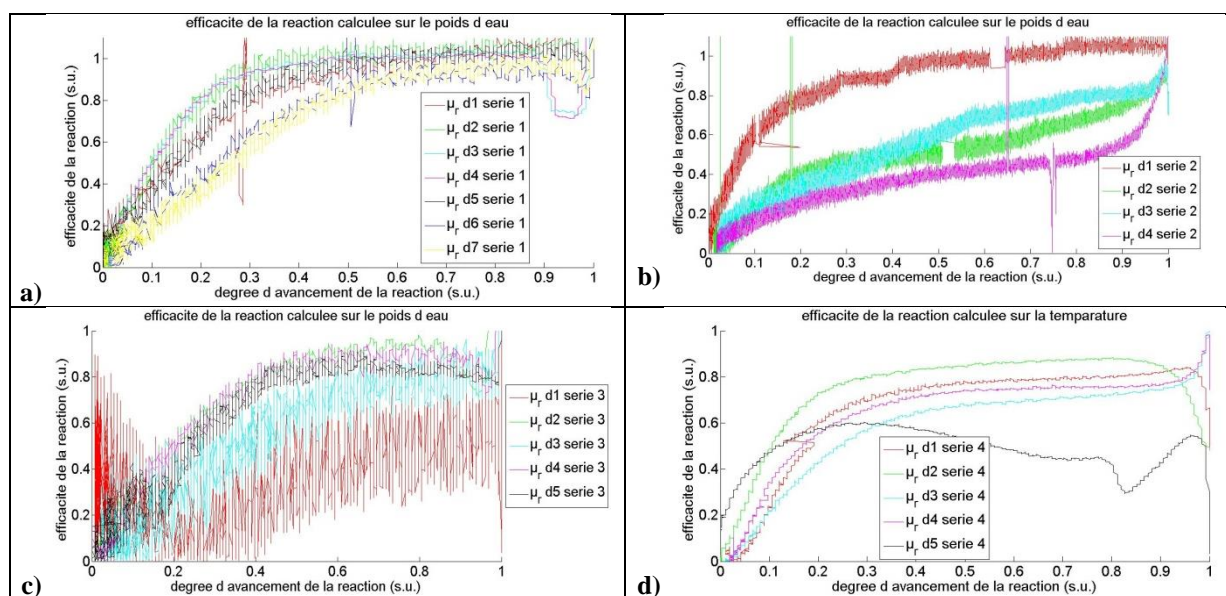 efficacite de la reaction calculee sur le poids d eau
efficacite de la reaction (s.u.)
1
0.8
0.6
0.4
0.2
0
0 0.1 0.2 0.3 0.4 0.5 0.6 0.7 0.8 0.9 1
degree d avancement de la reaction (s.u.)
μr d1 serie 1
μr d2 serie 1
μr d3 serie 1
μr d4 serie 1
μr d5 serie 1
μr d6 serie 1
μr d7 serie 1
a)
efficacite de la reaction calculee sur le poids d eau
efficacite de la reaction (s.u.)
1
0.8
0.6
0.4
0.2
0
0 0.1 0.2 0.3 0.4 0.5 0.6 0.7 0.8 0.9 1
degree d avancement de la reaction (s.u.)
μr d1 serie 2
μr d2 serie 2
μr d3 serie 2
μr d4 serie 2
b)
efficacite de la reaction calculee sur le poids d eau
efficacite de la reaction (s.u.)
1
0.8
0.6
0.4
0.2
0
0 0.2 0.4 0.6 0.8 1
degree d avancement de la reaction (s.u.)
μr d1 serie 3
μr d2 serie 3
μr d3 serie 3
μr d4 serie 3
μr d5 serie 3
c)
efficacite de la reaction calculee sur la temparature
efficacite de la reaction (s.u.)
1
0.8
0.6
0.4
0.2
0
0 0.1 0.2 0.3 0.4 0.5 0.6 0.7 0.8 0.9 1
degree d avancement de la reaction (s.u.)
μr d1 serie 4
μr d2 serie 4
μr d3 serie 4
μr d4 serie 4
μr d5 serie 4
d)